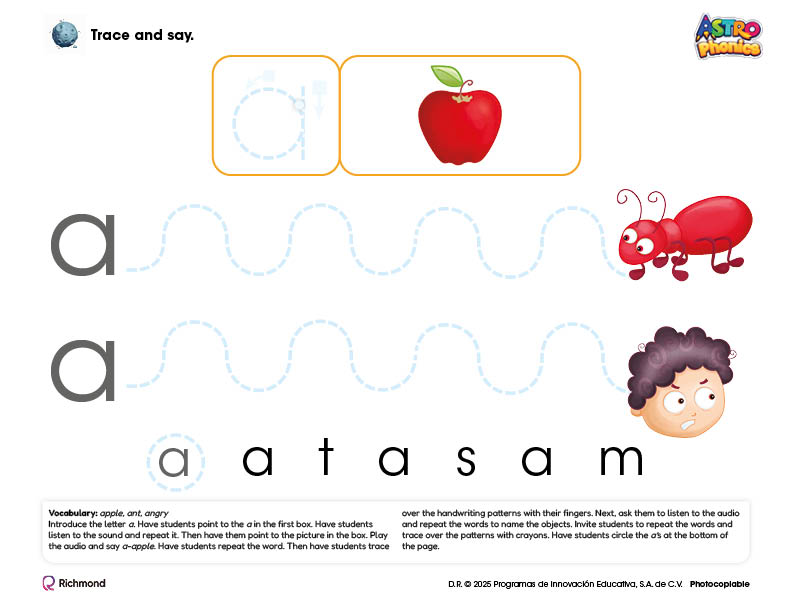 Trace and say.
ASTRO
Phonics
a
a
a
a a t a s a m
Vocabulary: apple, ant, angry
Introduce the letter a. Have students point to the a in the first box. Have students
listen to the sound and repeat it. Then have them point to the picture in the box. Play
the audio and say a-apple. Have students repeat the word. Then have students trace
over the handwriting patterns with their fingers. Next, ask them to listen to the audio
and repeat the words to name the objects. Invite students to repeat the words and
trace over the patterns with crayons. Have students circle the a's at the bottom of
the page.
Richmond
D.R. © 2025 Programas de Innovación Educativa, S.A. de C.V. Photocopiable